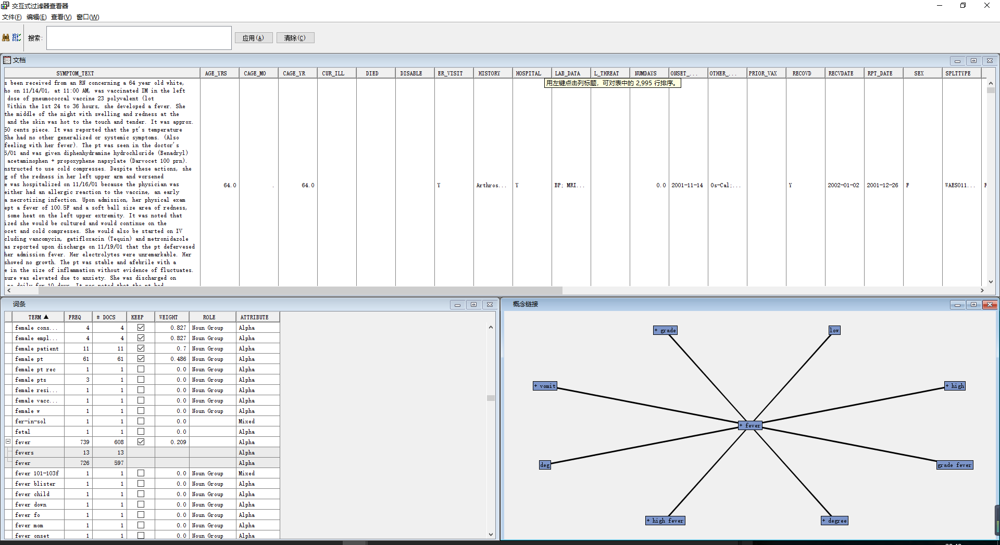 交互式过滤器查看器
文件(F) 编辑(E) 查看(V) 窗口(W)
搜索: 应用(A) 清除(C)
文档
SYMPTOM_TEXT AGE_YRS CAGE_MO CAGE_YR CUR_ILL DIED DISABLE ER_VISIT HISTORY HOSPITAL LAB_DATA L_THREAT NUMDAYS ONSET_... OTHER_... PRIOR_VAX RECOVD RECVDATE RPT_DATE SEX SPLTTYPE
用左键点击列标题，可对表中的 2,995 行排序。
s been received from an RN concerning a 64 year old white,
ho on 11/14/01, at 11:00 AM, was vaccinated IM in the left
dose of pneumococcal vaccine 23 polyvalent (lot
Within the 1st 24 to 36 hours, she developed a fever. She
the middle of the night with swelling and redness at the
and the skin was hot to the touch and tender. It was approx.
50 cents piece. It was reported that the pt's temperature
She had no other generalized or systemic symptoms. (Also
feeling with her fever). The pt was seen in the doctor's
5/01 and was given diphenhydramine hydrochloride (Benadryl)
acetaminophen + propoxyphene napsylate (Darvocet 100 prn).
nstructed to use cold compresses. Despite these actions, she
g of the redness in her left upper arm and worsened
e was hospitalized on 11/16/01 because the physician was
either had an allergic reaction to the vaccine, an early
a necrotizing infection. Upon admission, her physical exam
ept a fever of 100.5F and a soft ball size area of redness,
some heat on the left upper extremity. It was noted that
ized she would be cultured and would continue on the
ocet and cold compresses. She would also be started on IV
cluding vancomycin, gatifloxacin (Tequin) and metronidazole
as reported upon discharge on 11/19/01 that the pt defervesed
her admission fever. Her electrolytes were unremarkable. Her
showed no growth. The pt was stable and afebrile with a
e in the size of inflammation without evidence of fluctuates.
sure was elevated due to anxiety. She was discharged on
no daily for 10 days. It was noted that the pt had
64.0 . 64.0 Y Arthros... Y BP; MRI... 0.0 2001-11-14 Os-Cal;... Y 2002-01-02 2001-12-26 F WAES011... F
词条
TERM ▲ FREQ # DOCS KEEP WEIGHT ROLE ATTRIBUTE
female cons... 4 4 0.827 Noun Group Alpha
female empl... 4 4 0.827 Noun Group Alpha
female patient 11 11 0.7 Noun Group Alpha
female pt 61 61 0.486 Noun Group Alpha
female pt rec 1 1 0.0 Noun Group Alpha
female pts 3 1 0.0 Noun Group Alpha
female resi... 1 1 0.0 Noun Group Alpha
female vacc... 1 1 0.0 Noun Group Alpha
female w 1 1 0.0 Noun Group Alpha
fer-in-sol 1 1 0.0 Mixed
fetal 1 1 0.0 Alpha
fever 739 608 0.209 Alpha
fevers 13 13 Alpha
fever 726 597 Alpha
fever 101-103f 1 1 0.0 Noun Group Mixed
fever blister 1 1 0.0 Noun Group Alpha
fever child 1 1 0.0 Noun Group Alpha
fever down 1 1 0.0 Noun Group Alpha
fever fo 1 1 0.0 Noun Group Alpha
fever mom 1 1 0.0 Noun Group Alpha
fever onset 1 1 0.0 Noun Group Alpha
概念链接
+ grade
low
+ vomit
+ high
+ fever
deg
grade fever
+ high fever
+ degree